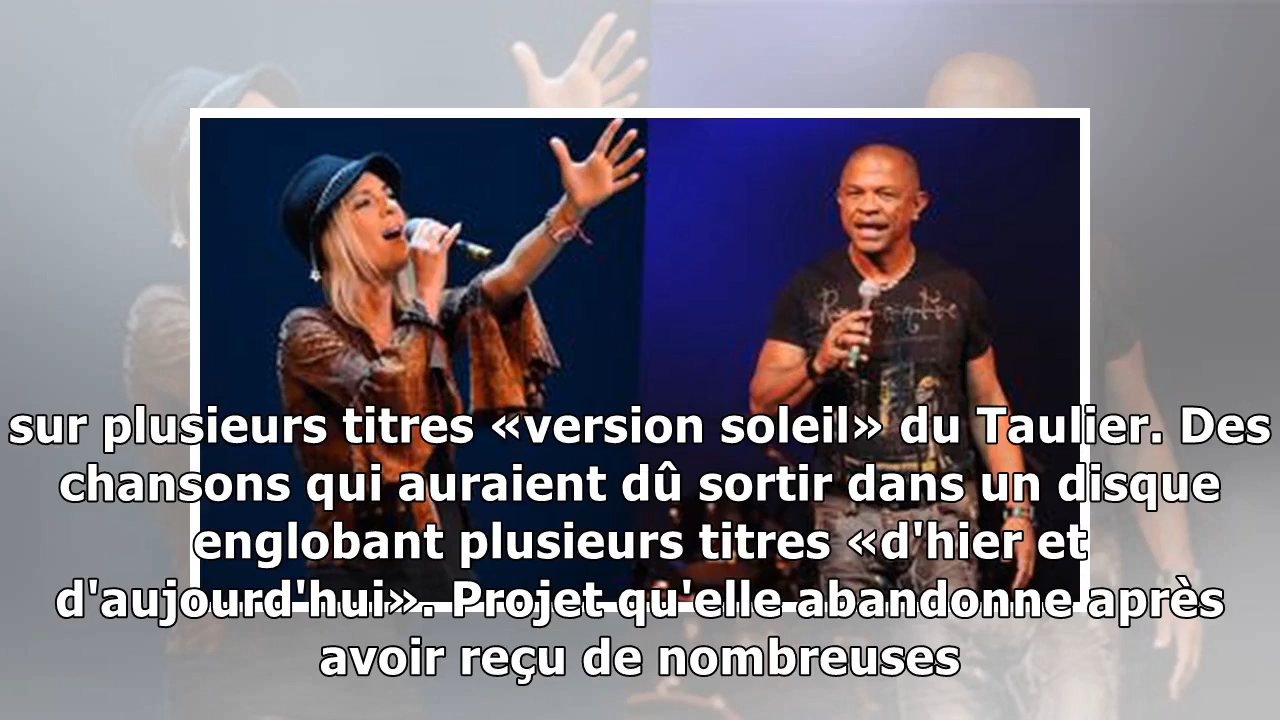 sur plusieurs titres «version soleil» du Taulier. Des
chansons qui auraient dû sortir dans un disque
englobant plusieurs titres «d'hier et
d'aujourd'hui». Projet qu'elle abandonne après
avoir reçu de nombreuses